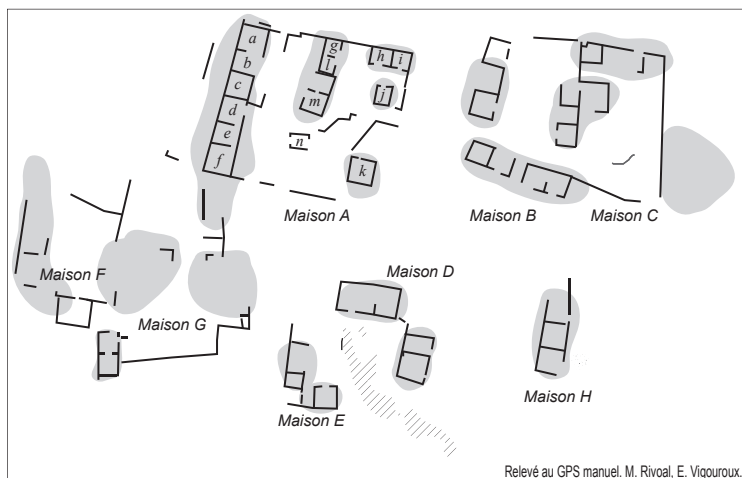 a
b
c
d
e
f
g
l
m
n
h
i
j
k
Maison A
Maison B
Maison C
Maison D
Maison F
Maison G
Maison E
Maison H
Relevé au GPS manuel. M. Rivoal, E. Vigouroux.